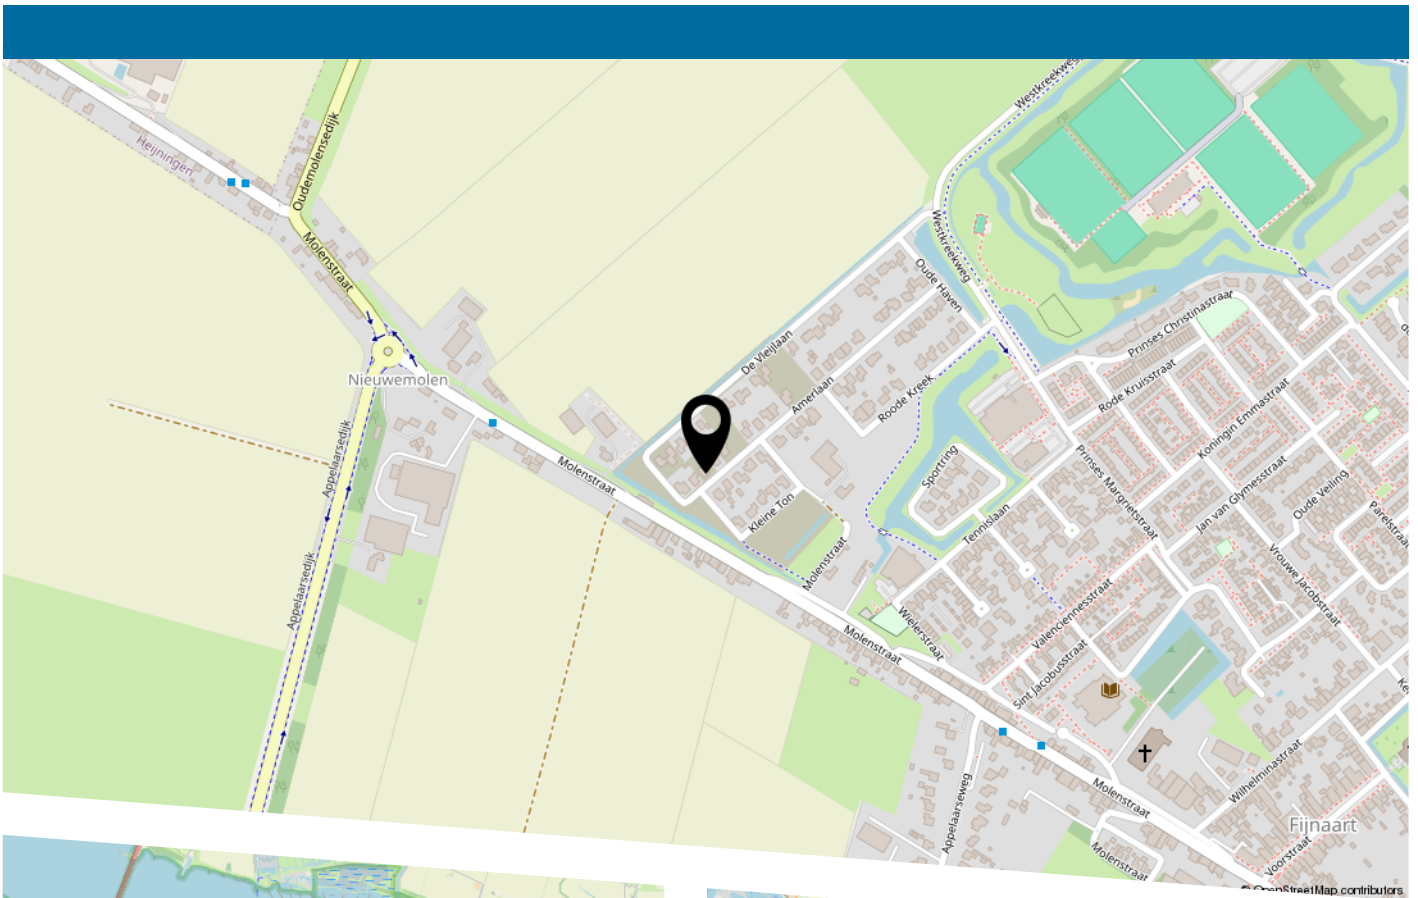 Westkreekweg
Oudemolensedijk
Heijningen
Molenstraat
Westkreekweg
Oude Haven
Prinses Christinastraat
De Vleijlaan
Nieuwemolen
Amerlaan
Roode Kreek
Rode Kruisstraat
Koningin Emmastraat
Appelaarsedijk
Molenstraat
Sportring
Prinses Margrietstraat
Jan van Glymesstraat
Oude Veiling
Parelstraat
Kleine Ton
Tennislaan
Molenstraat
Appelaarsedijk
Vrouwe Jacobstraat
Valenciennesstraat
Wielerstraat
Molenstraat
Sint Jacobusstraat
Wilhelminastraat
Appelaarseweg
Molenstraat
Fijnaart
Molenstraat
Voorstraat
© OpenStreetMap contributors